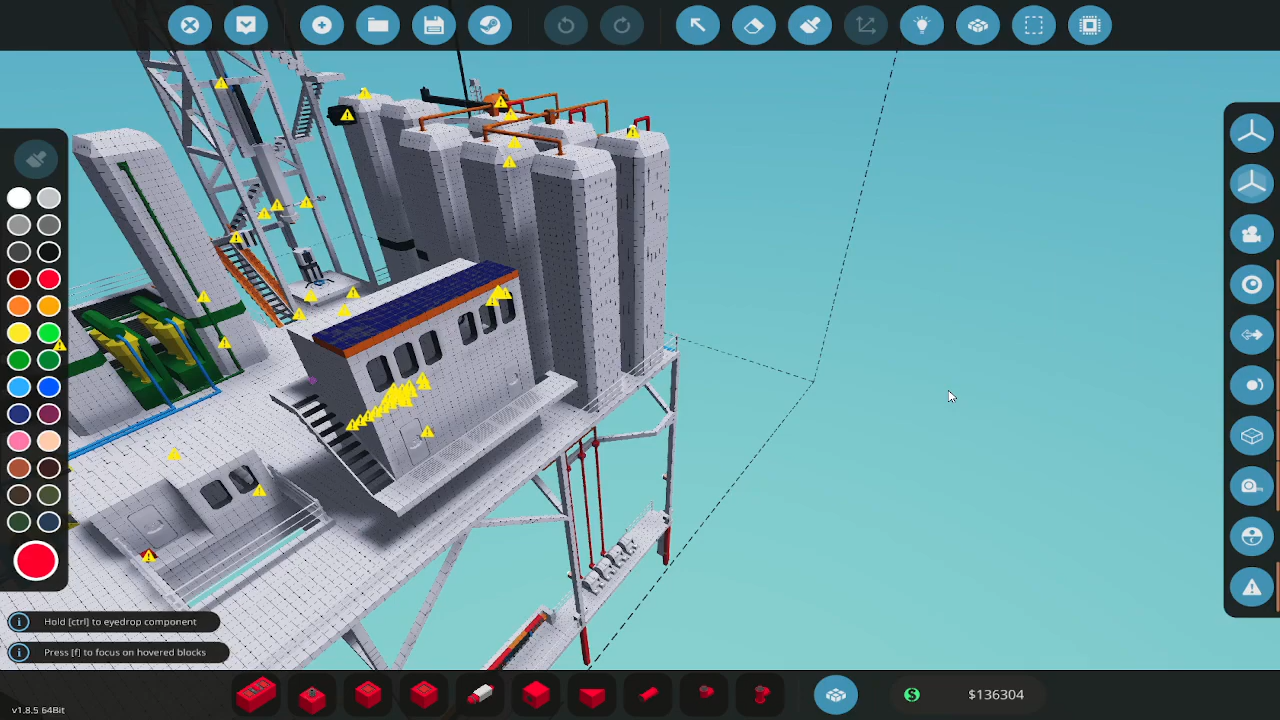 Hold [ctrl] to eyedrop component
Press [f] to focus on hovered blocks
$136304
v1.8.5 64Bit